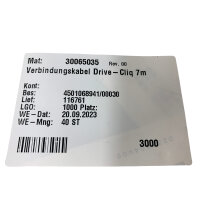 Mat: 30065035 Rev. 00
Verbindungskabel Drive-Cliq 7m
Kont:
Bes: 4501068941/00030
Lief: 116761
LGO: 1000 Platz:
WE-Dat: 20.09.2023
WE-Mng: 40 ST
3000